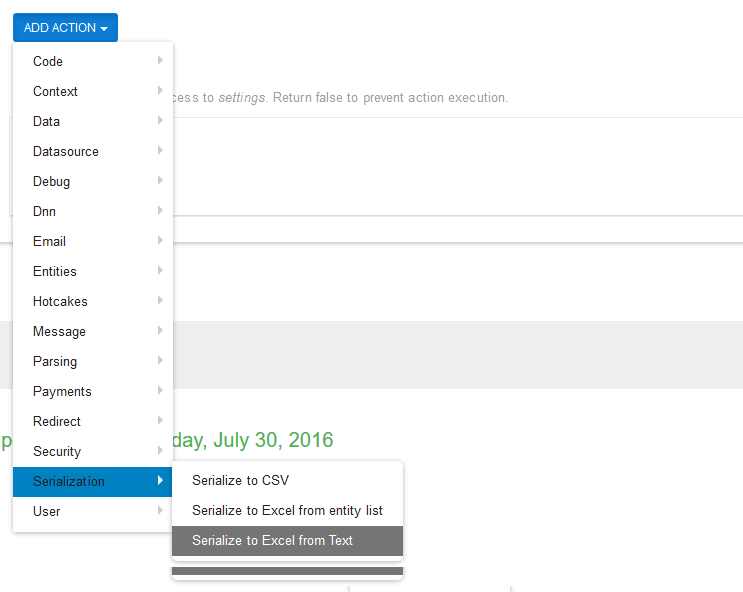 ADD ACTION
Code
Context
cess to settings. Return false to prevent action execution.
Data
Datasource
Debug
Dnn
Email
Entities
Hotcakes
Message
Parsing
Payments
Redirect
p day, July 30, 2016
Security
Serialization
Serialize to CSV
Serialize to Excel from entity list
Serialize to Excel from Text
User